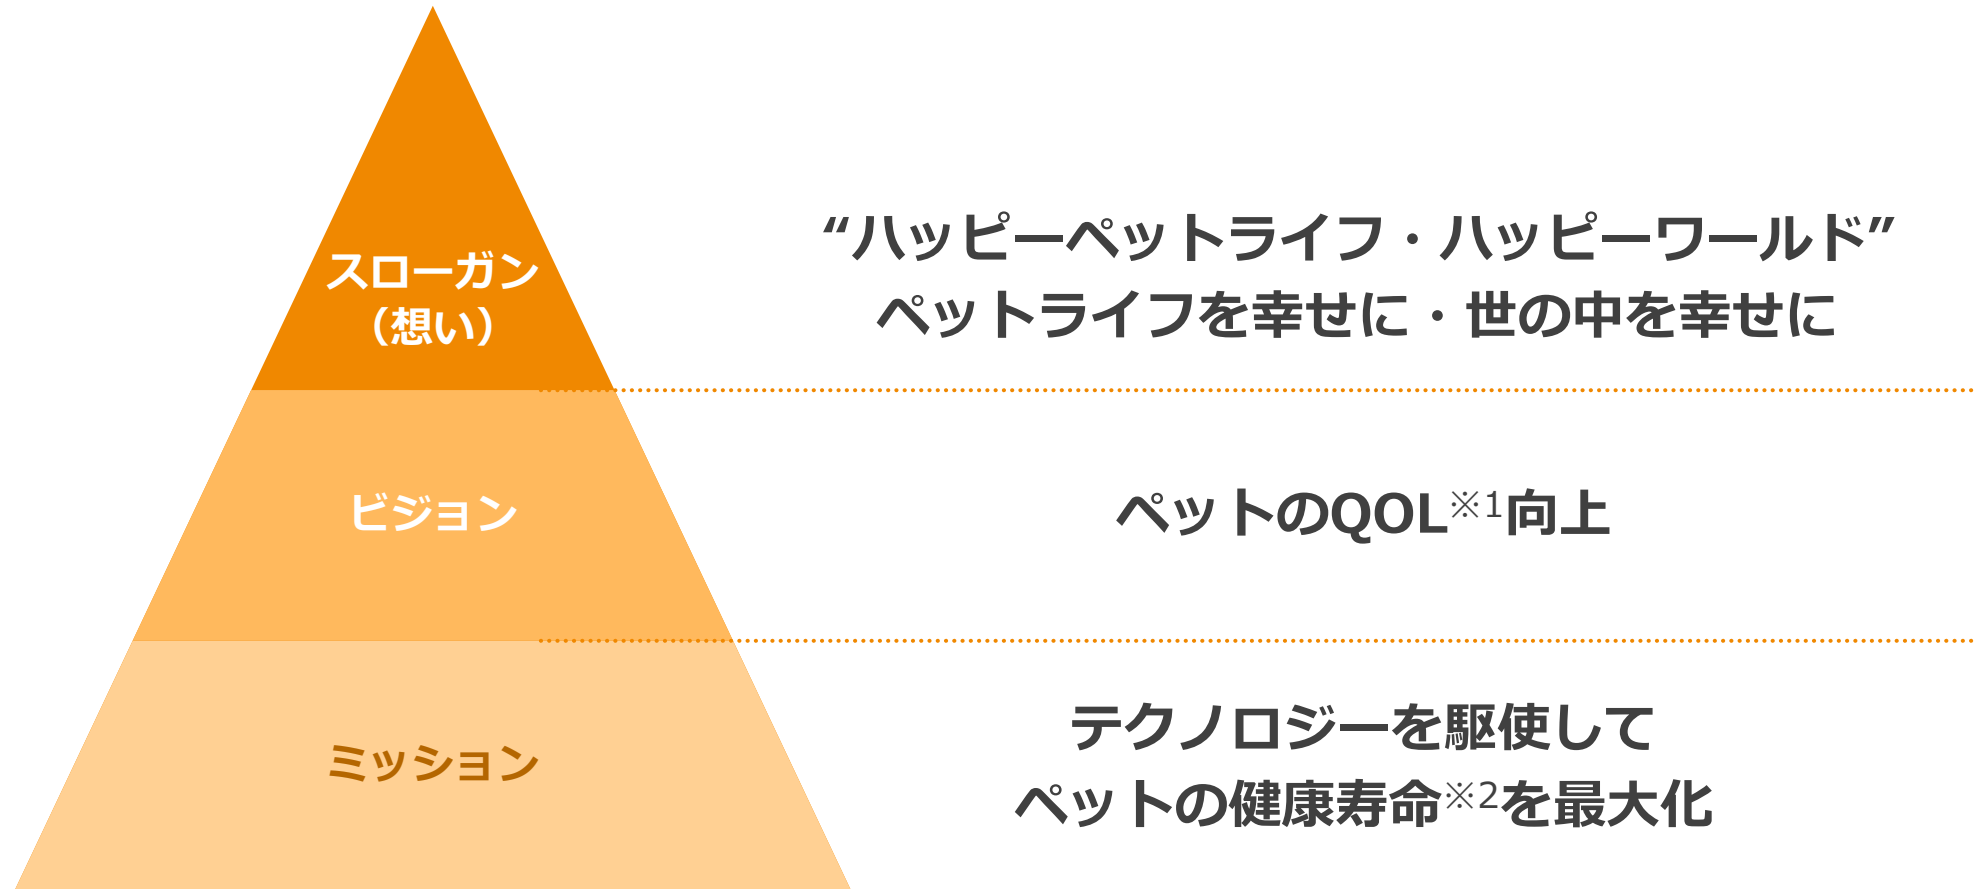 スローガン
（想い）
“ハッピーペットライフ・ハッピーワールド”
ペットライフを幸せに・世の中を幸せに
ビジョン
ペットのQOL※1向上
ミッション
テクノロジーを駆使して
ペットの健康寿命※2を最大化